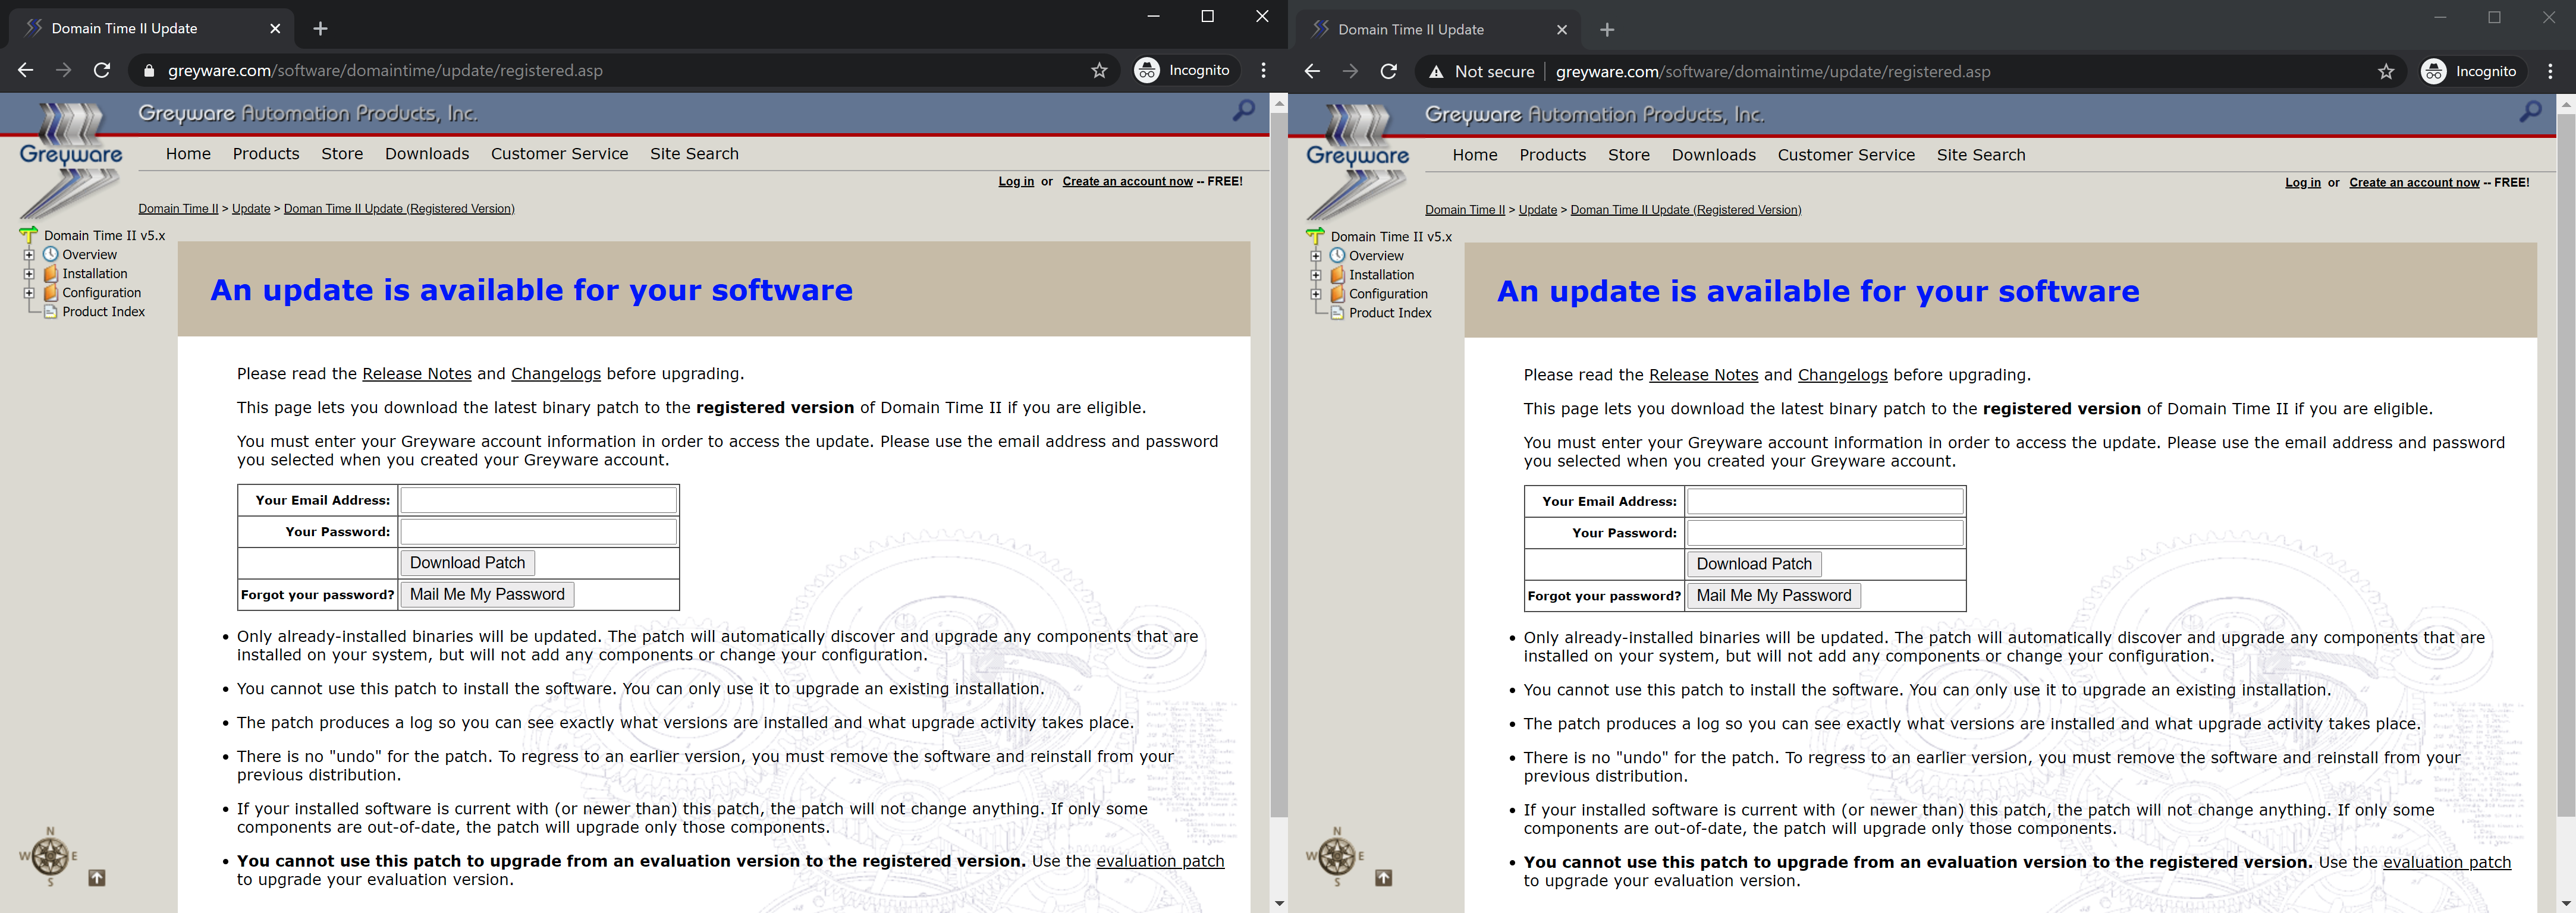 Domain Time II Update
greyware.com/software/domaintime/update/registered.asp
Incognito
Greyware Automation Products, Inc.
Greyware
Home Products Store Downloads Customer Service Site Search
Log in or Create an account now -- FREE!
Domain Time II > Update > Doman Time II Update (Registered Version)
Domain Time II v5.x
Overview
Installation
Configuration
Product Index
An update is available for your software
Please read the Release Notes and Changelogs before upgrading.
This page lets you download the latest binary patch to the registered version of Domain Time II if you are eligible.
You must enter your Greyware account information in order to access the update. Please use the email address and password
you selected when you created your Greyware account.
Your Email Address:
Your Password:
Download Patch
Forgot your password? Mail Me My Password
• Only already-installed binaries will be updated. The patch will automatically discover and upgrade any components that are
installed on your system, but will not add any components or change your configuration.
• You cannot use this patch to install the software. You can only use it to upgrade an existing installation.
• The patch produces a log so you can see exactly what versions are installed and what upgrade activity takes place.
• There is no "undo" for the patch. To regress to an earlier version, you must remove the software and reinstall from your
previous distribution.
• If your installed software is current with (or newer than) this patch, the patch will not change anything. If only some
components are out-of-date, the patch will upgrade only those components.
• You cannot use this patch to upgrade from an evaluation version to the registered version. Use the evaluation patch
to upgrade your evaluation version.
N
W E
S
Domain Time II Update
Not secure greyware.com/software/domaintime/update/registered.asp
Incognito
Greyware Automation Products, Inc.
Greyware
Home Products Store Downloads Customer Service Site Search
Log in or Create an account now -- FREE!
Domain Time II > Update > Doman Time II Update (Registered Version)
Domain Time II v5.x
Overview
Installation
Configuration
Product Index
An update is available for your software
Please read the Release Notes and Changelogs before upgrading.
This page lets you download the latest binary patch to the registered version of Domain Time II if you are eligible.
You must enter your Greyware account information in order to access the update. Please use the email address and password
you selected when you created your Greyware account.
Your Email Address:
Your Password:
Download Patch
Forgot your password? Mail Me My Password
• Only already-installed binaries will be updated. The patch will automatically discover and upgrade any components that are
installed on your system, but will not add any components or change your configuration.
• You cannot use this patch to install the software. You can only use it to upgrade an existing installation.
• The patch produces a log so you can see exactly what versions are installed and what upgrade activity takes place.
• There is no "undo" for the patch. To regress to an earlier version, you must remove the software and reinstall from your
previous distribution.
• If your installed software is current with (or newer than) this patch, the patch will not change anything. If only some
components are out-of-date, the patch will upgrade only those components.
• You cannot use this patch to upgrade from an evaluation version to the registered version. Use the evaluation patch
to upgrade your evaluation version.
N
W E
S